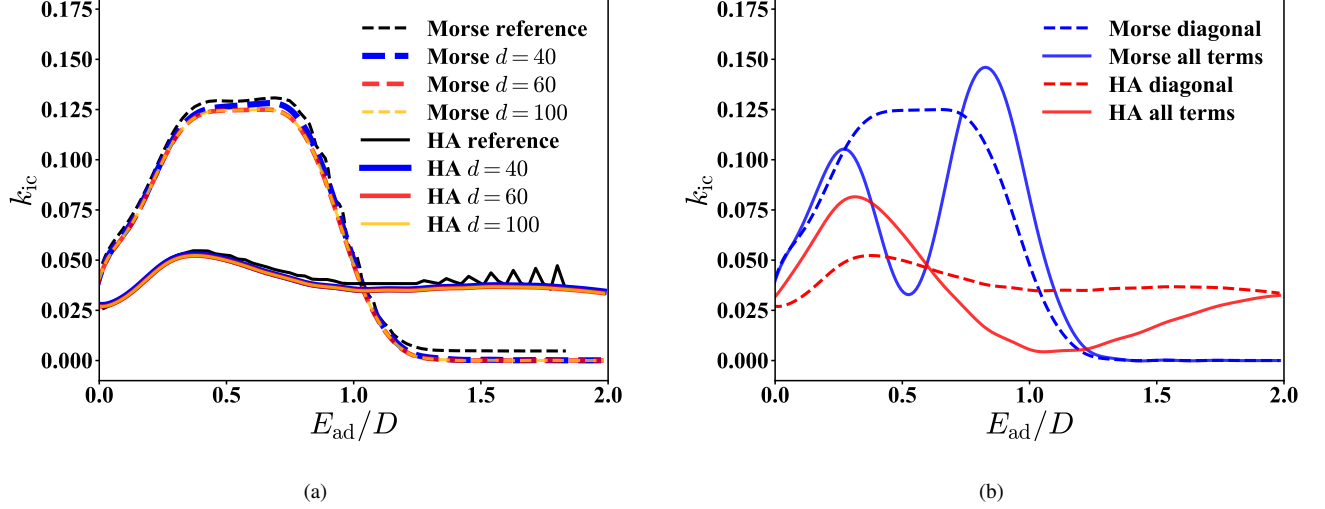 0.175
0.150
0.125
0.100
0.075
0.050
0.025
0.000
k_ic
0.0 0.5 1.0 1.5 2.0
E_ad/D
Morse reference
Morse d = 40
Morse d = 60
Morse d = 100
HA reference
HA d = 40
HA d = 60
HA d = 100
(a)
0.175
0.150
0.125
0.100
0.075
0.050
0.025
0.000
k_ic
0.0 0.5 1.0 1.5 2.0
E_ad/D
Morse diagonal
Morse all terms
HA diagonal
HA all terms
(b)